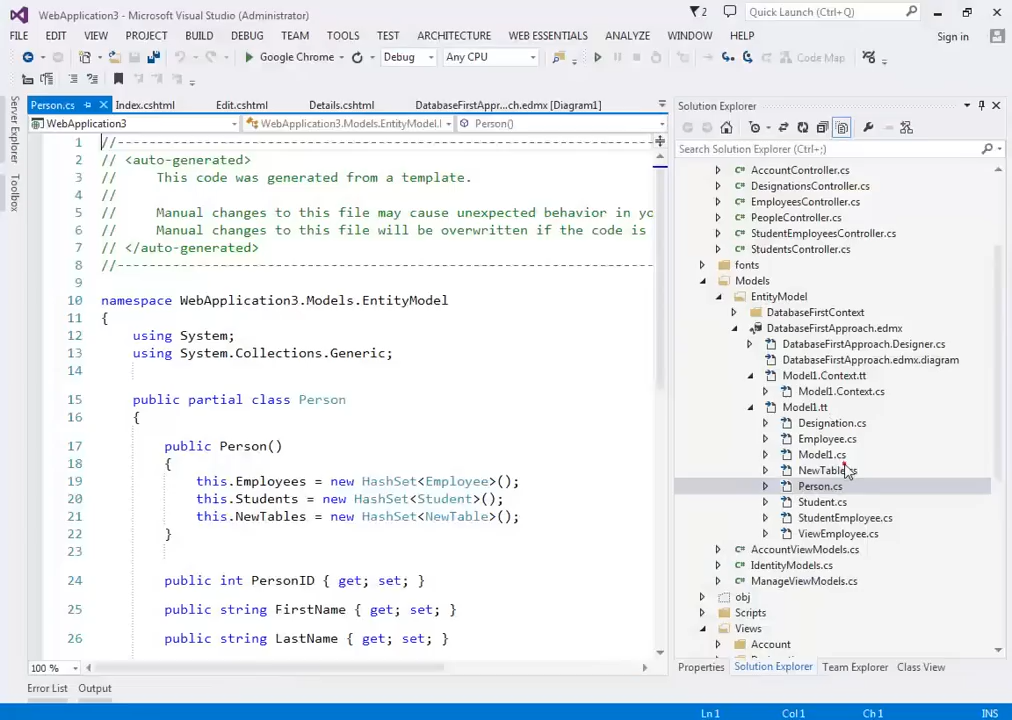 WebApplication3 - Microsoft Visual Studio (Administrator)
2
Quick Launch (Ctrl+;)
FILE EDIT VIEW PROJECT BUILD DEBUG TEAM TOOLS TEST ARCHITECTURE WEB ESSENTIALS ANALYZE WINDOW HELP
Sign in
Google Chrome Debug Any CPU Code Map
Server Explorer
Toolbox
Person.cs Index.cshtml Edit.cshtml Details.cshtml DatabaseFirstAppr...ch.edmx [Diagram1]
WebApplication3 WebApplication3.Models.EntityModel.I Person()
1 //
2 // <auto-generated>
3 // This code was generated from a template.
4 //
5 // Manual changes to this file may cause unexpected behavior in yo
6 // Manual changes to this file will be overwritten if the code is
7 // </auto-generated>
8 //
9
10 namespace WebApplication3.Models.EntityModel
11 {
12 using System;
13 using System.Collections.Generic;
14
15 public partial class Person
16 {
17 public Person()
18 {
19 this.Employees = new HashSet<Employee>();
20 this.Students = new HashSet<Student>();
21 this.NewTables = new HashSet<NewTable>();
22 }
23
24 public int PersonID { get; set; }
25 public string FirstName { get; set; }
26 public string LastName { get; set; }
100 %
Solution Explorer
Search Solution Explorer (Ctrl+;)
AccountController.cs
DesignationsController.cs
EmployeesController.cs
PeopleController.cs
StudentEmployeesController.cs
StudentsController.cs
fonts
Models
EntityModel
DatabaseFirstContext
DatabaseFirstApproach.edmx
DatabaseFirstApproach.Designer.cs
DatabaseFirstApproach.edmx.diagram
Model1.Context.tt
Model1.Context.cs
Model1.tt
Designation.cs
Employee.cs
Model1.cs
NewTable.cs
Person.cs
Student.cs
StudentEmployee.cs
ViewEmployee.cs
AccountViewModels.cs
IdentityModels.cs
ManageViewModels.cs
obj
Scripts
Views
Account
Properties Solution Explorer Team Explorer Class View
Error List Output
Ln 1 Col 1 Ch 1 INS